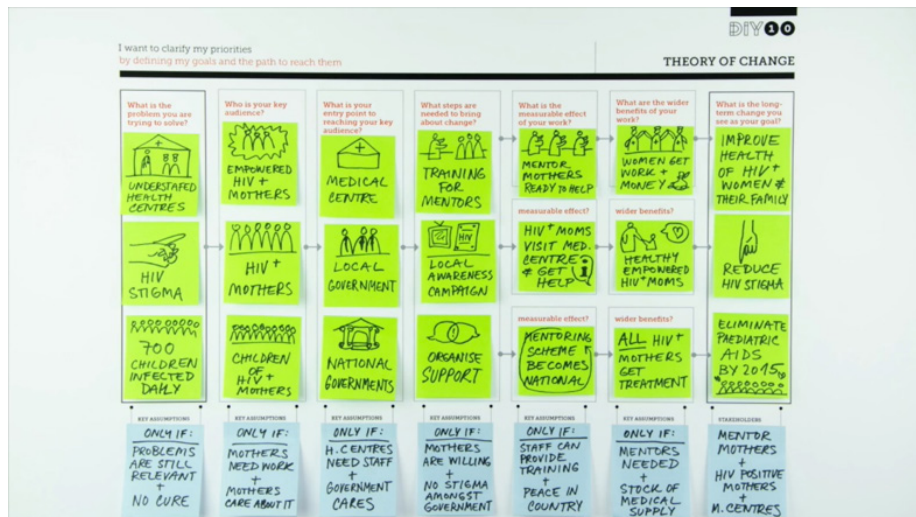 DIY10
I want to clarify my priorities
by defining my goals and the path to reach them
THEORY OF CHANGE
What is the
problem you are
trying to solve?
UNDERSTAFED
HEALTH
CENTRES
HIV
STIGMA
700
CHILDREN
INFECTED
DAILY
KEY ASSUMPTIONS
ONLY IF:
PROBLEMS
ARE STILL
RELEVANT
+
NO CURE
Who is your key
audience?
EMPOWERED
HIV+
MOTHERS
HIV+
MOTHERS
CHILDREN
OF
HIV+
MOTHERS
KEY ASSUMPTIONS
ONLY IF:
MOTHERS
NEED WORK
+
MOTHERS
CARE ABOUT IT
What is your
entry point to
reaching your key
audience?
MEDICAL
CENTRE
LOCAL
GOVERNMENT
NATIONAL
GOVERNMENTS
KEY ASSUMPTIONS
ONLY IF:
H. CENTRES
NEED STAFF
+
GOVERNMENT
CARES
What steps are
needed to bring
about change?
TRAINING
FOR
MENTORS
HIV
LOCAL
AWARENESS
CAMPAIGN
ORGANISE
SUPPORT
KEY ASSUMPTIONS
ONLY IF:
MOTHERS
ARE WILLING
+
NO STIGMA
AMONGST
GOVERNMENT
What is the
measurable effect
of your work?
MENTOR
MOTHERS
READY TO HELP
measurable effect?
HIV+ MOMS
VISIT MED.
CENTRE
& GET
HELP i
measurable effect?
MENTORING
SCHEME
BECOMES
NATIONAL
KEY ASSUMPTIONS
ONLY IF:
STAFF CAN
PROVIDE
TRAINING
+
PEACE IN
COUNTRY
What are the wider
benefits of your
work?
WOMEN GET
WORK +
MONEY
wider benefits?
HEALTHY
EMPOWERED
HIV+ MOMS
wider benefits?
ALL HIV+
MOTHERS
GET
TREATMENT
KEY ASSUMPTIONS
ONLY IF:
MENTORS
NEEDED
+
STOCK OF
MEDICAL
SUPPLY
What is the long-
term change you
see as your goal?
IMPROVE
HEALTH
OF HIV+
WOMEN &
THEIR FAMILY
REDUCE
HIV STIGMA
ELIMINATE
PAEDIATRIC
AIDS
BY 2015
STAKEHOLDERS
MENTOR
MOTHERS
+
HIV POSITIVE
MOTHERS
+
M. CENTRES